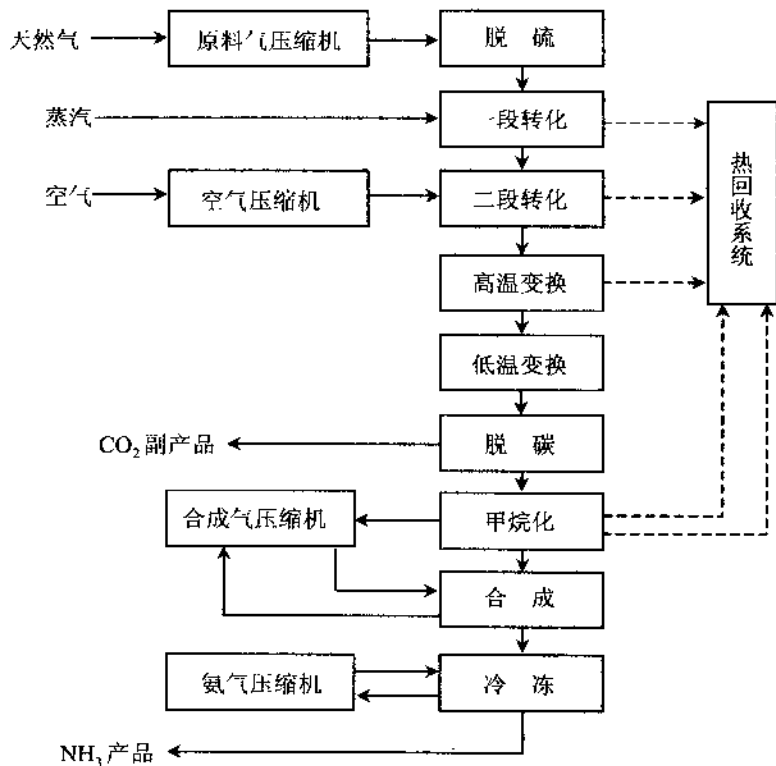 天然气
原料气压缩机
脱 硫
蒸汽
一段转化
热回收系统
空气
空气压缩机
二段转化
高温变换
低温变换
CO₂副产品
脱 碳
合成气压缩机
甲烷化
合 成
氨气压缩机
冷 冻
NH₃产品